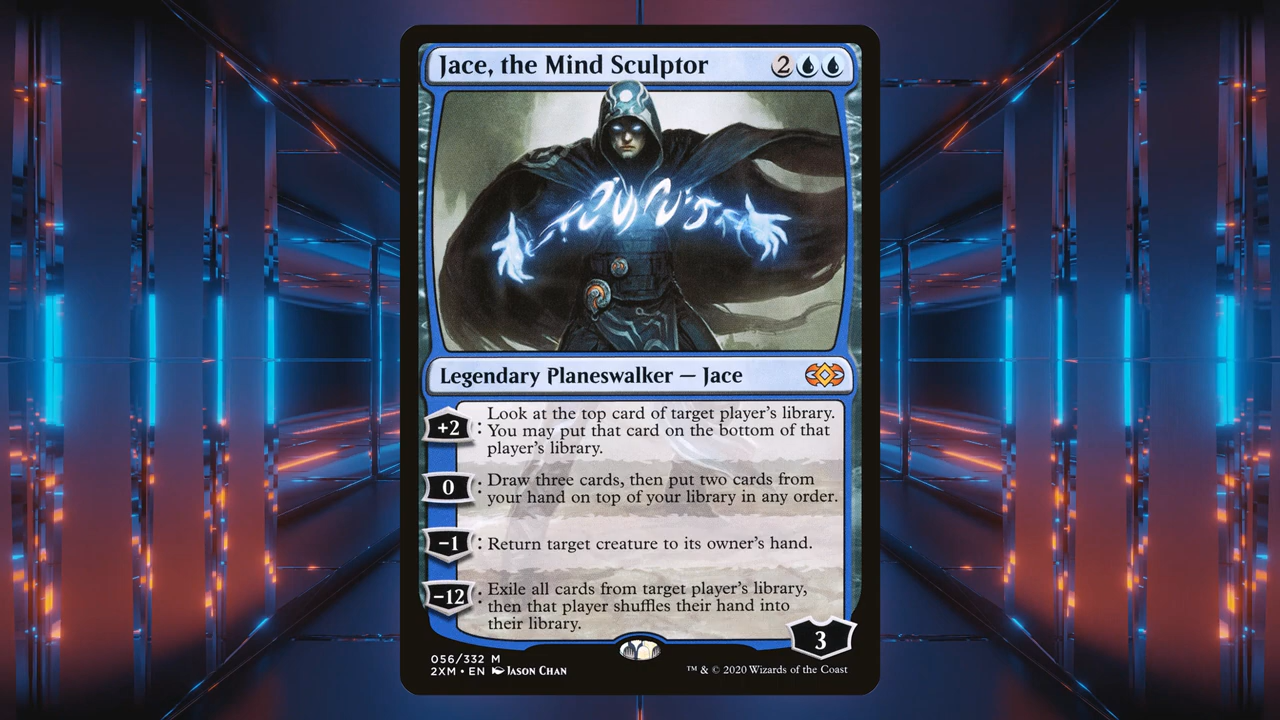 Jace, the Mind Sculptor 2
Legendary Planeswalker — Jace
+2: Look at the top card of target player's library.
You may put that card on the bottom of that
player's library.
0: Draw three cards, then put two cards from
your hand on top of your library in any order.
−1: Return target creature to its owner's hand.
−12: Exile all cards from target player's library,
then that player shuffles their hand into
their library.
3
056/332 M
2XM • EN Jason Chan
™ & © 2020 Wizards of the Coast